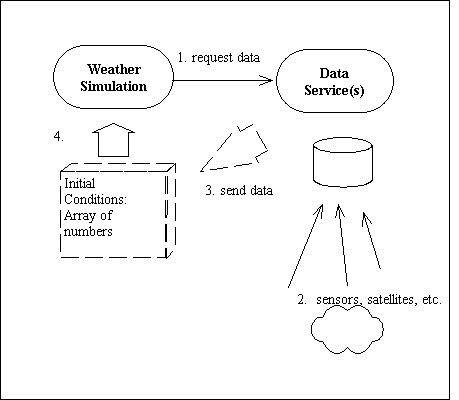 1. request data
Weather
Simulation
Data
Service(s)
4.
Initial
Conditions:
Array of
numbers
3. send data
2. sensors, satellites, etc.